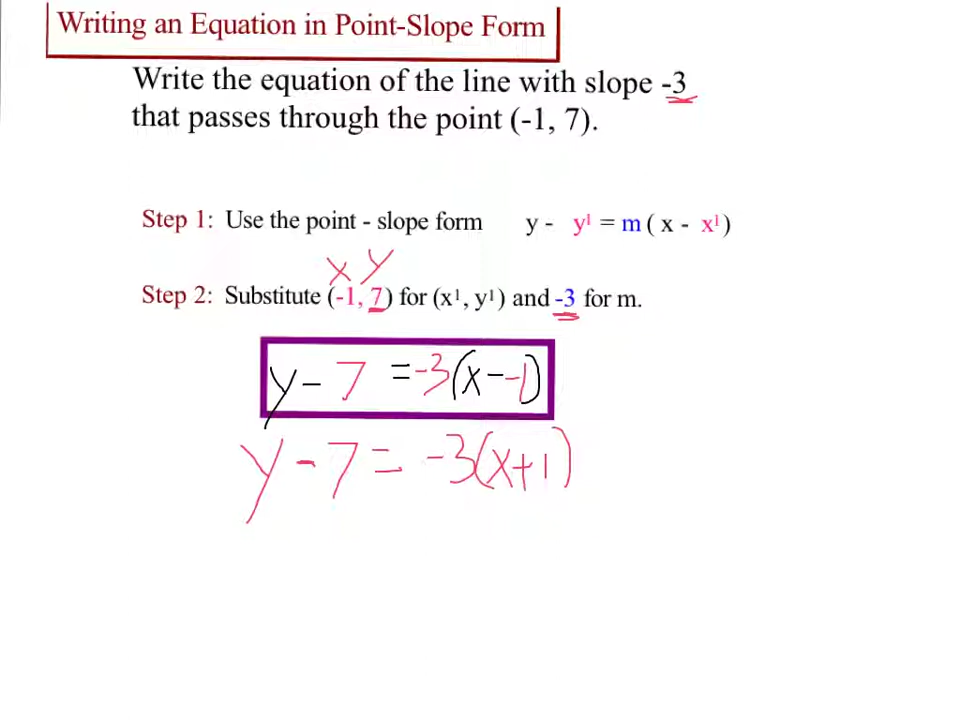 Writing an Equation in Point-Slope Form
Write the equation of the line with slope -3
that passes through the point (-1, 7).
Step 1: Use the point - slope form y - y¹ = m ( x - x¹)
x y
Step 2: Substitute (-1, 7) for (x¹, y¹) and -3 for m.
y - 7 = -3(x - -1)
y - 7 = -3(x+1)